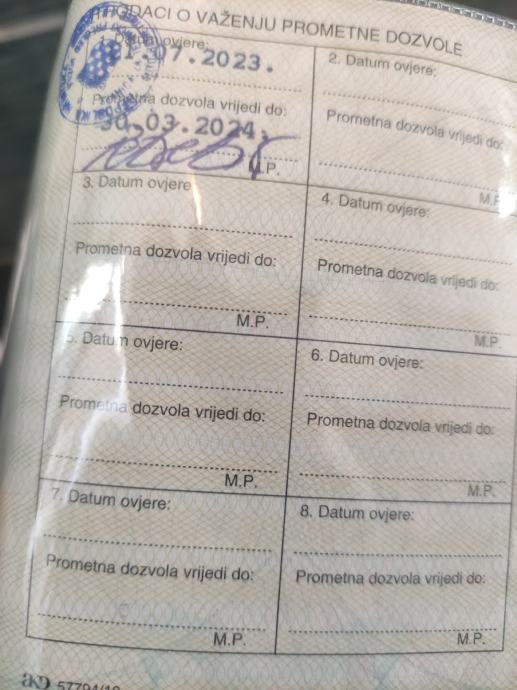 PODACI O VAŽENJU PROMETNE DOZVOLE
Datum ovjere:
07.2023.
Prometna dozvola vrijedi do:
30.03.2024.
M.P.
2. Datum ovjere:
Prometna dozvola vrijedi do:
M.P.
3. Datum ovjere
Prometna dozvola vrijedi do:
M.P.
4. Datum ovjere:
Prometna dozvola vrijedi do:
M.P.
5. Datum ovjere:
Prometna dozvola vrijedi do:
M.P.
6. Datum ovjere:
Prometna dozvola vrijedi do:
M.P.
7. Datum ovjere:
Prometna dozvola vrijedi do:
M.P.
8. Datum ovjere:
Prometna dozvola vrijedi do:
M.P.